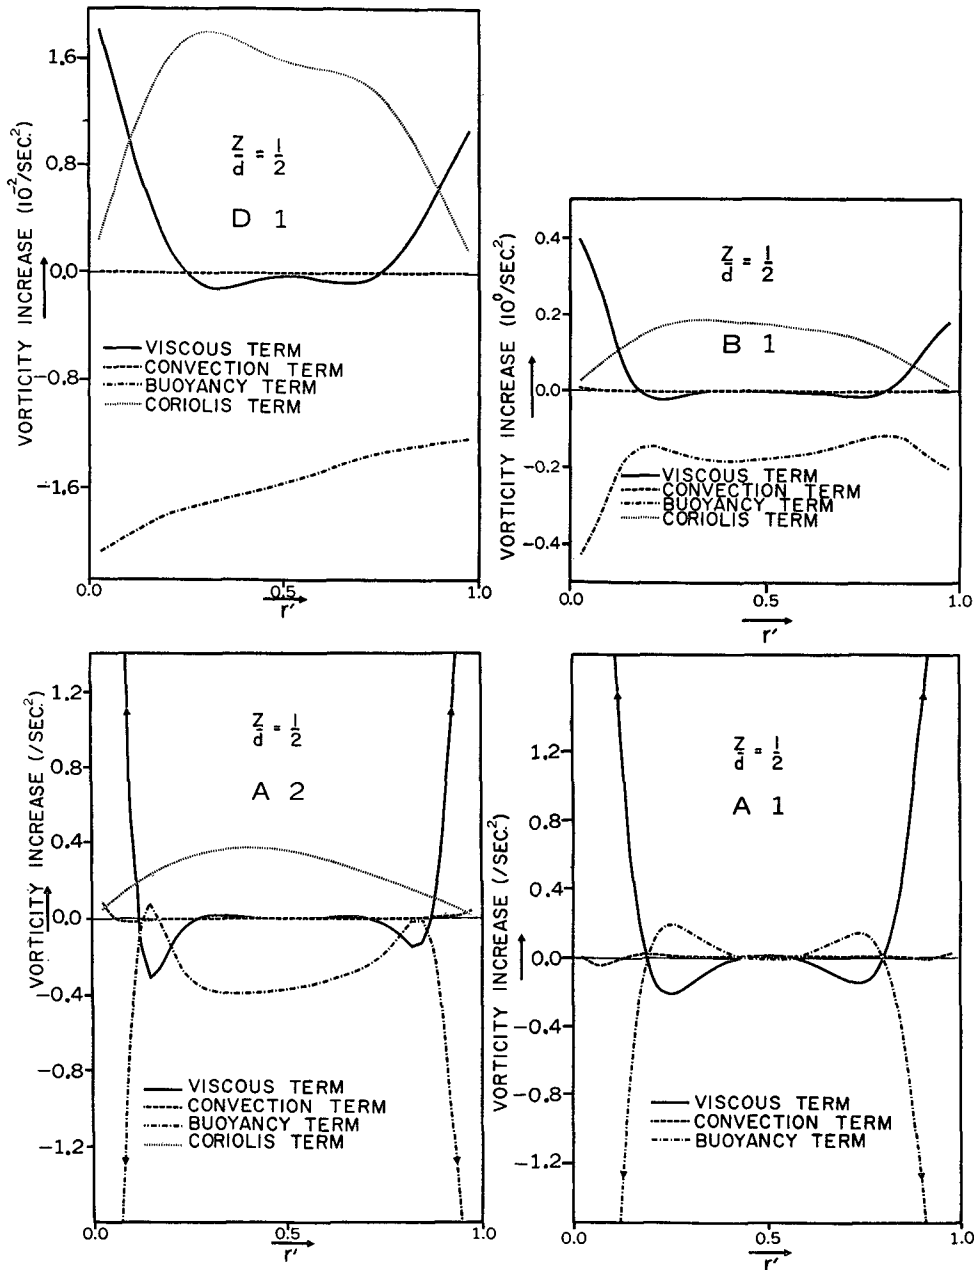 VORTICITY INCREASE (10⁻²/SEC.²)
1.6
0.8
0.0
−0.8
−1.6
Z/d = 1/2
D 1
VISCOUS TERM
CONVECTION TERM
BUOYANCY TERM
CORIOLIS TERM
0.0
0.5
1.0
r′
VORTICITY INCREASE (10⁰/SEC.²)
0.4
0.2
0.0
−0.2
−0.4
Z/d = 1/2
B 1
VISCOUS TERM
CONVECTION TERM
BUOYANCY TERM
CORIOLIS TERM
0.0
0.5
1.0
r′
VORTICITY INCREASE (/SEC.²)
1.2
0.8
0.4
0.0
−0.4
−0.8
−1.2
Z/d = 1/2
A 2
VISCOUS TERM
CONVECTION TERM
BUOYANCY TERM
CORIOLIS TERM
0.0
0.5
1.0
r′
VORTICITY INCREASE (/SEC.²)
1.2
0.8
0.4
0.0
−0.4
−0.8
−1.2
Z/d = 1/2
A 1
VISCOUS TERM
CONVECTION TERM
BUOYANCY TERM
0.0
0.5
1.0
r′